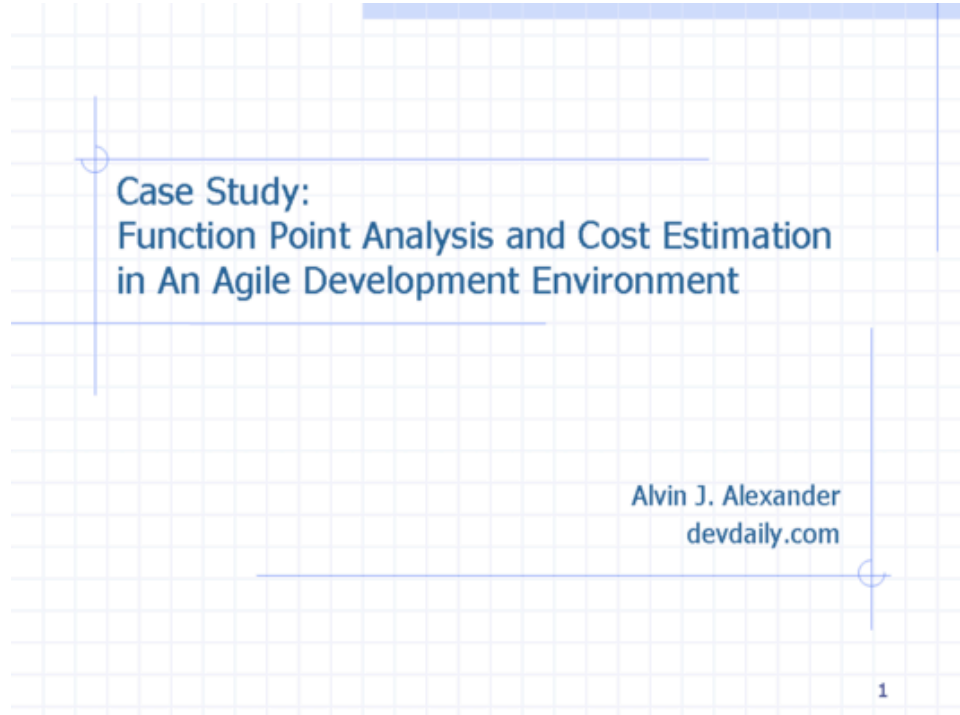 Case Study:
Function Point Analysis and Cost Estimation
in An Agile Development Environment
Alvin J. Alexander
devdaily.com
1